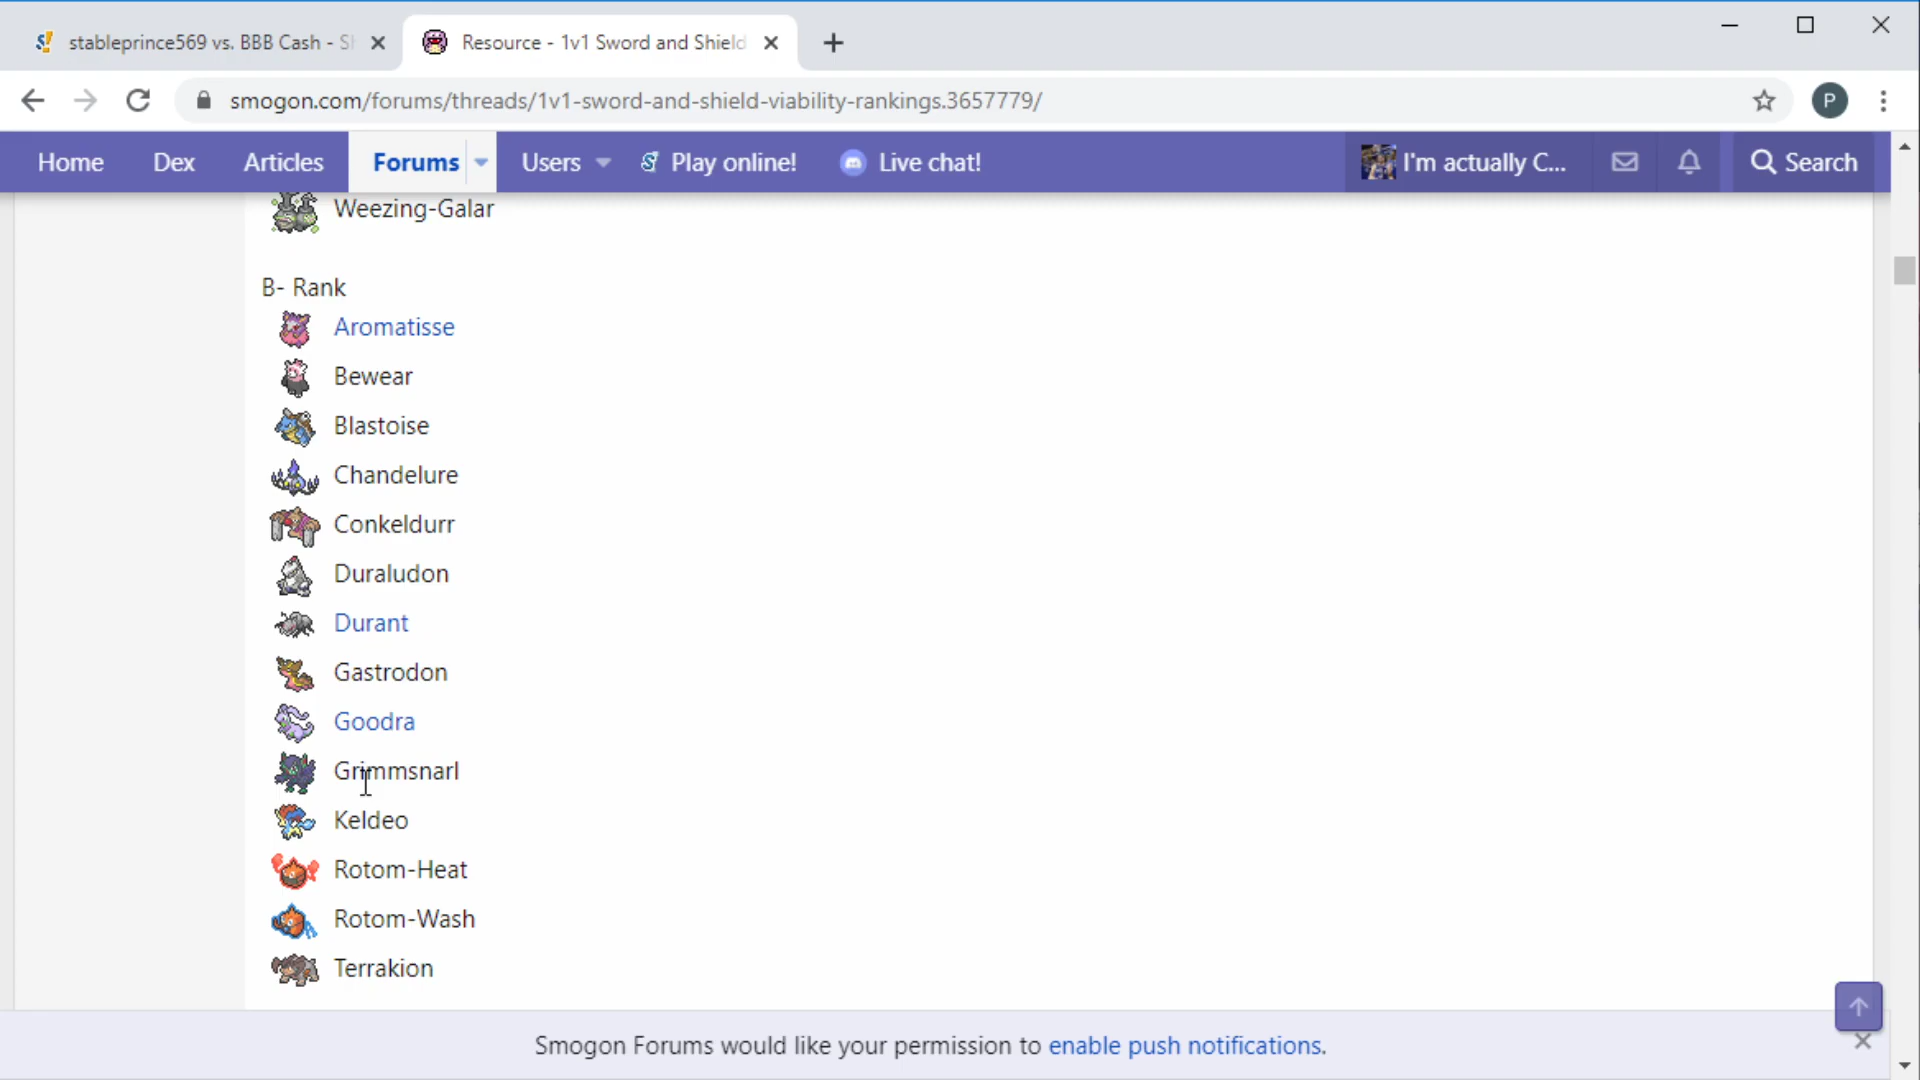 stableprince569 vs. BBB Cash - S
Resource - 1v1 Sword and Shield
smogon.com/forums/threads/1v1-sword-and-shield-viability-rankings.3657779/
P
Home
Dex
Articles
Forums
Users
Play online!
Live chat!
I'm actually C...
Search
Weezing-Galar
B- Rank
Aromatisse
Bewear
Blastoise
Chandelure
Conkeldurr
Duraludon
Durant
Gastrodon
Goodra
Grimmsnarl
Keldeo
Rotom-Heat
Rotom-Wash
Terrakion
Smogon Forums would like your permission to enable push notifications.